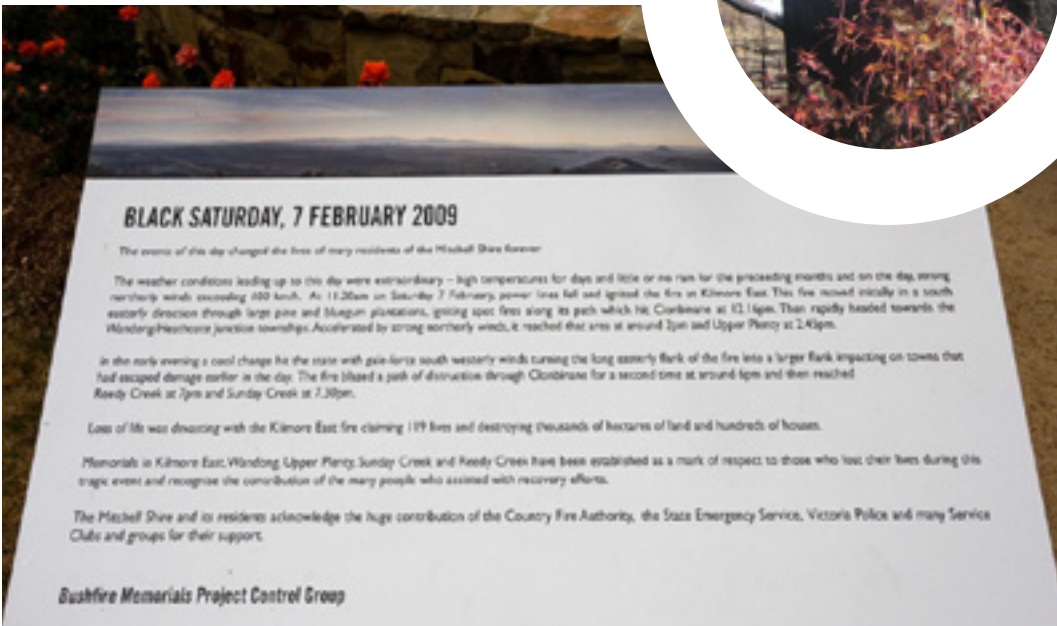 BLACK SATURDAY, 7 FEBRUARY 2009
The events of this day changed the lives of many residents of the Mitchell Shire forever
The weather conditions leading up to this day were extraordinary – high temperatures for days and little or no rain for the preceeding months and on the day, strong
northerly winds exceeding 100 km/h. At 11.20am on Saturday 7 February, power lines fell and ignited the fire at Kilmore East. This fire moved initially in a south
easterly direction through large pine and bluegum plantations, igniting spot fires along its path which hit Clonbinane at 12.16pm. Then rapidly headed towards the
Wandong/Heathcote Junction townships. Accelerated by strong northerly winds, it reached that area at around 2pm and Upper Plenty at 2.45pm.
In the early evening a cool change hit the state with gale-force south westerly winds turning the long easterly flank of the fire into a larger flank impacting on towns that
had escaped damage earlier in the day. The fire blazed a path of distruction through Clonbinane for a second time at around 6pm and then reached
Reedy Creek at 7pm and Sunday Creek at 7.30pm.
Loss of life was devasting with the Kilmore East fire claiming 119 lives and destroying thousands of hectares of land and hundreds of houses.
Memorials in Kilmore East, Wandong, Upper Plenty, Sunday Creek and Reedy Creek have been established as a mark of respect to those who lost their lives during this
tragic event and recognise the contribution of the many people who assisted with recovery efforts.
The Mitchell Shire and its residents acknowledge the huge contribution of the Country Fire Authority, the State Emergency Service, Victoria Police and many Service
Clubs and groups for their support.
Bushfire Memorials Project Control Group